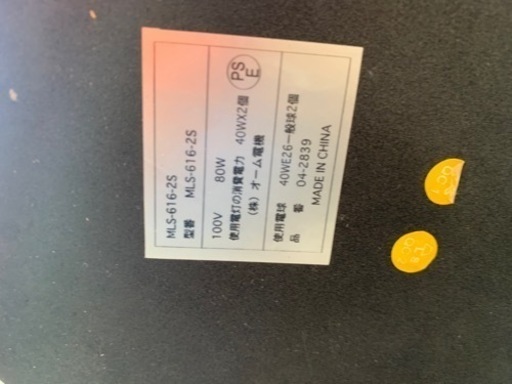 MLS-616-2S
型番 MLS-616-2S
100V 80W
使用電灯の消費電力 40WX2個
(株) オーム電機
PS
E
使用電球 40WE26一般球2個
品番 04-2839
MADE IN CHINA